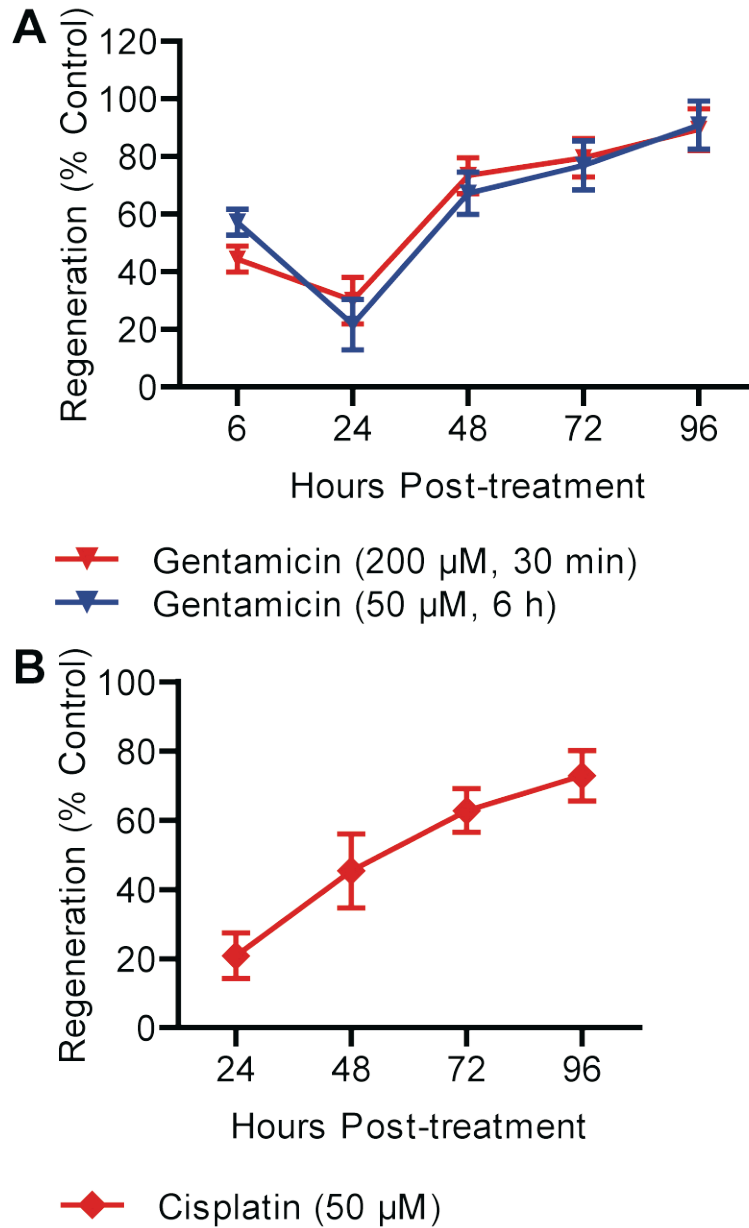 A
Regeneration (% Control)
120
100
80
60
40
20
0
6 24 48 72 96
Hours Post-treatment
Gentamicin (200 µM, 30 min)
Gentamicin (50 µM, 6 h)
B
Regeneration (% Control)
100
80
60
40
20
0
24 48 72 96
Hours Post-treatment
Cisplatin (50 µM)